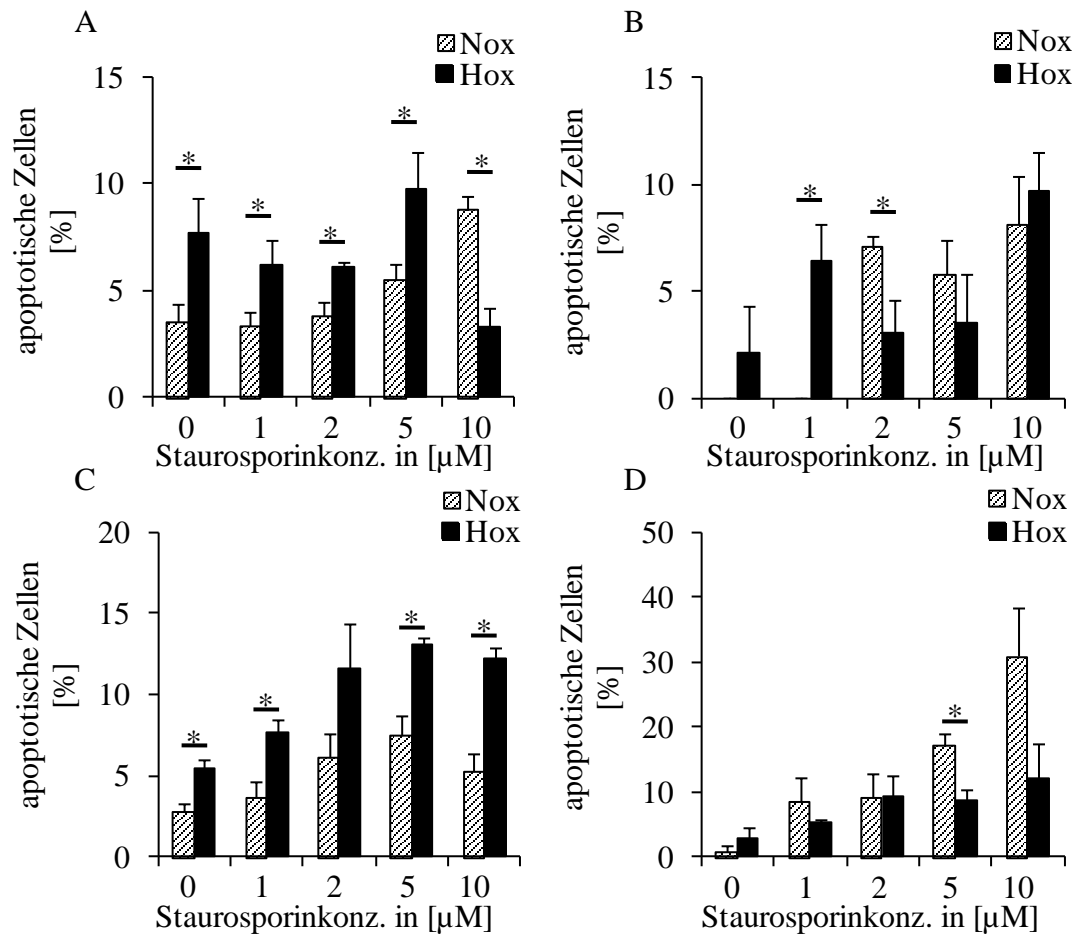 A
Nox
Hox
15
10
5
0
apoptotische Zellen
[%]
*
*
*
*
*
0 1 2 5 10
Staurosporinkonz. in [µM]
B
Nox
Hox
15
10
5
0
apoptotische Zellen
[%]
*
*
0 1 2 5 10
Staurosporinkonz. in [µM]
C
Nox
Hox
20
15
10
5
0
apoptotische Zellen
[%]
*
*
*
*
0 1 2 5 10
Staurosporinkonz. in [µM]
D
Nox
Hox
50
40
30
20
10
0
apoptotische Zellen
[%]
*
0 1 2 5 10
Staurosporinkonz. in [µM]